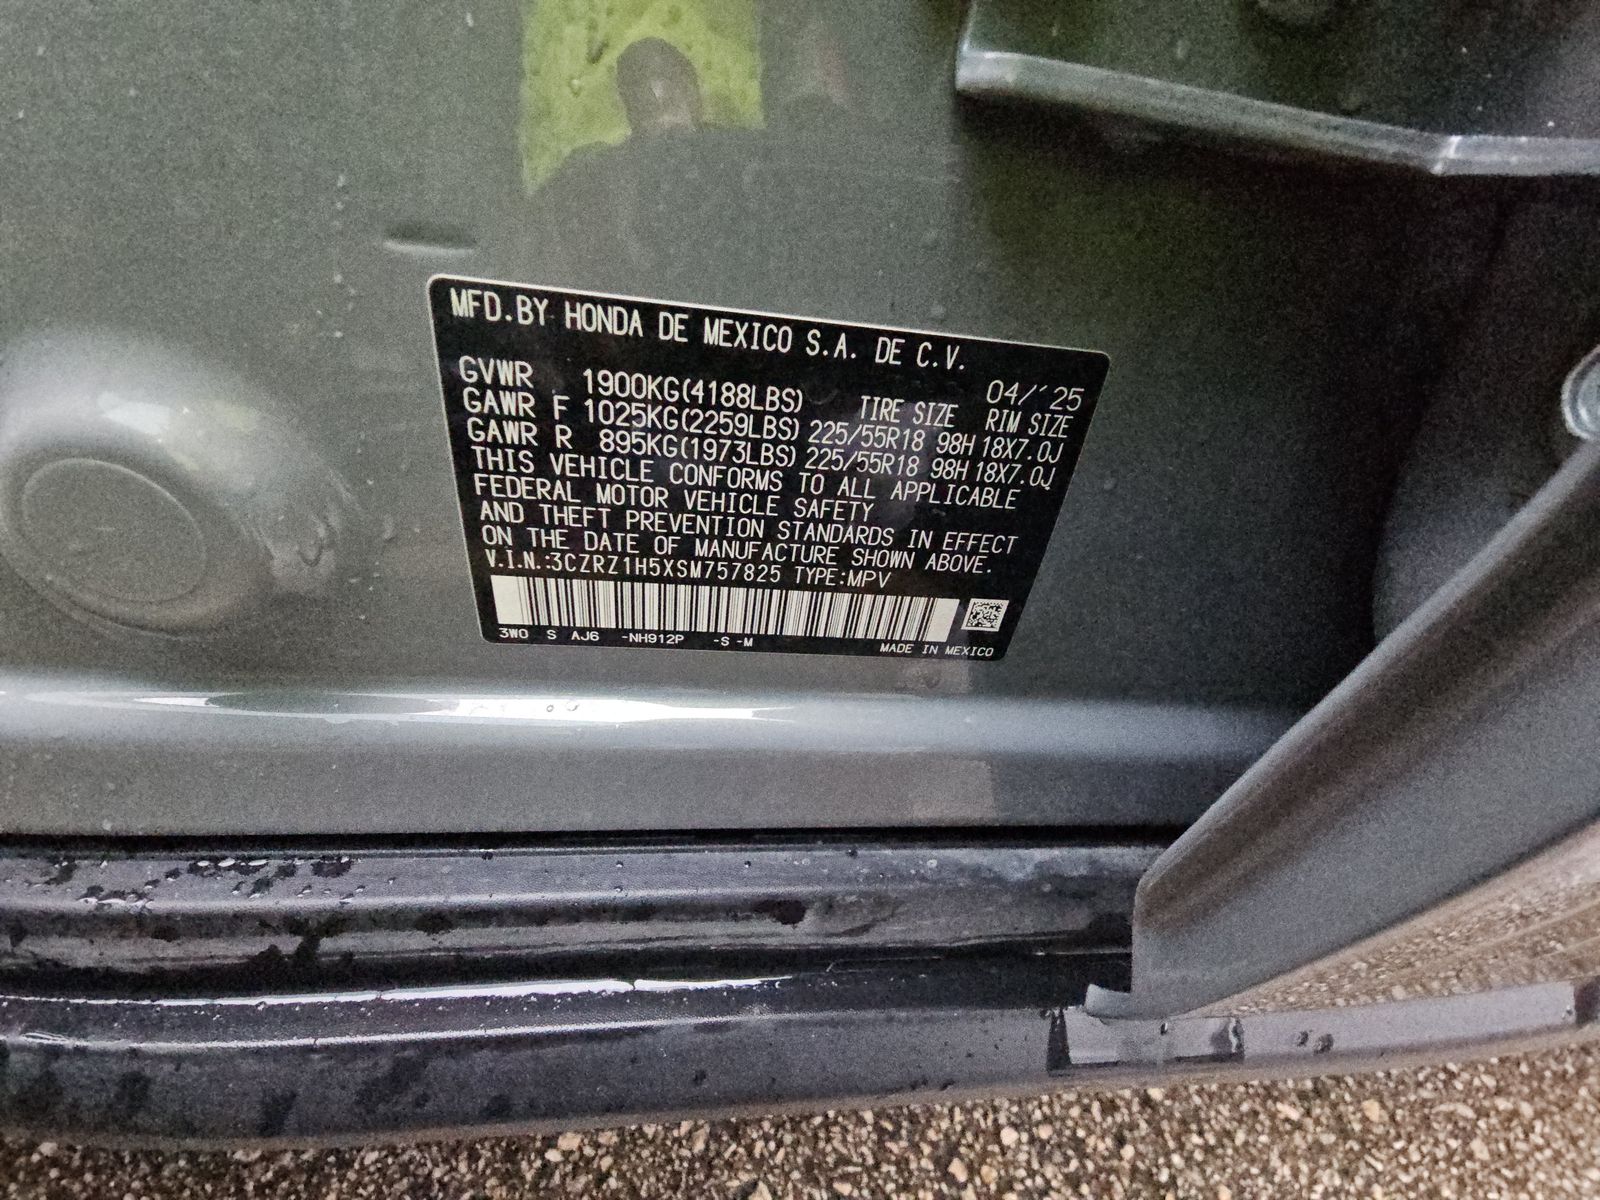 MFD.BY HONDA DE MEXICO S.A. DE C.V.
04/'25
GVWR 1900KG(4188LBS) TIRE SIZE RIM SIZE
GAWR F 1025KG(2259LBS) 225/55R18 98H 18X7.0J
GAWR R 895KG(1973LBS) 225/55R18 98H 18X7.0J
THIS VEHICLE CONFORMS TO ALL APPLICABLE
FEDERAL MOTOR VEHICLE SAFETY
AND THEFT PREVENTION STANDARDS IN EFFECT
ON THE DATE OF MANUFACTURE SHOWN ABOVE.
V.I.N.:3CZRZ1H5XSM757825 TYPE:MPV
3WO S AJ6 -NH912P -S -M
MADE IN MEXICO